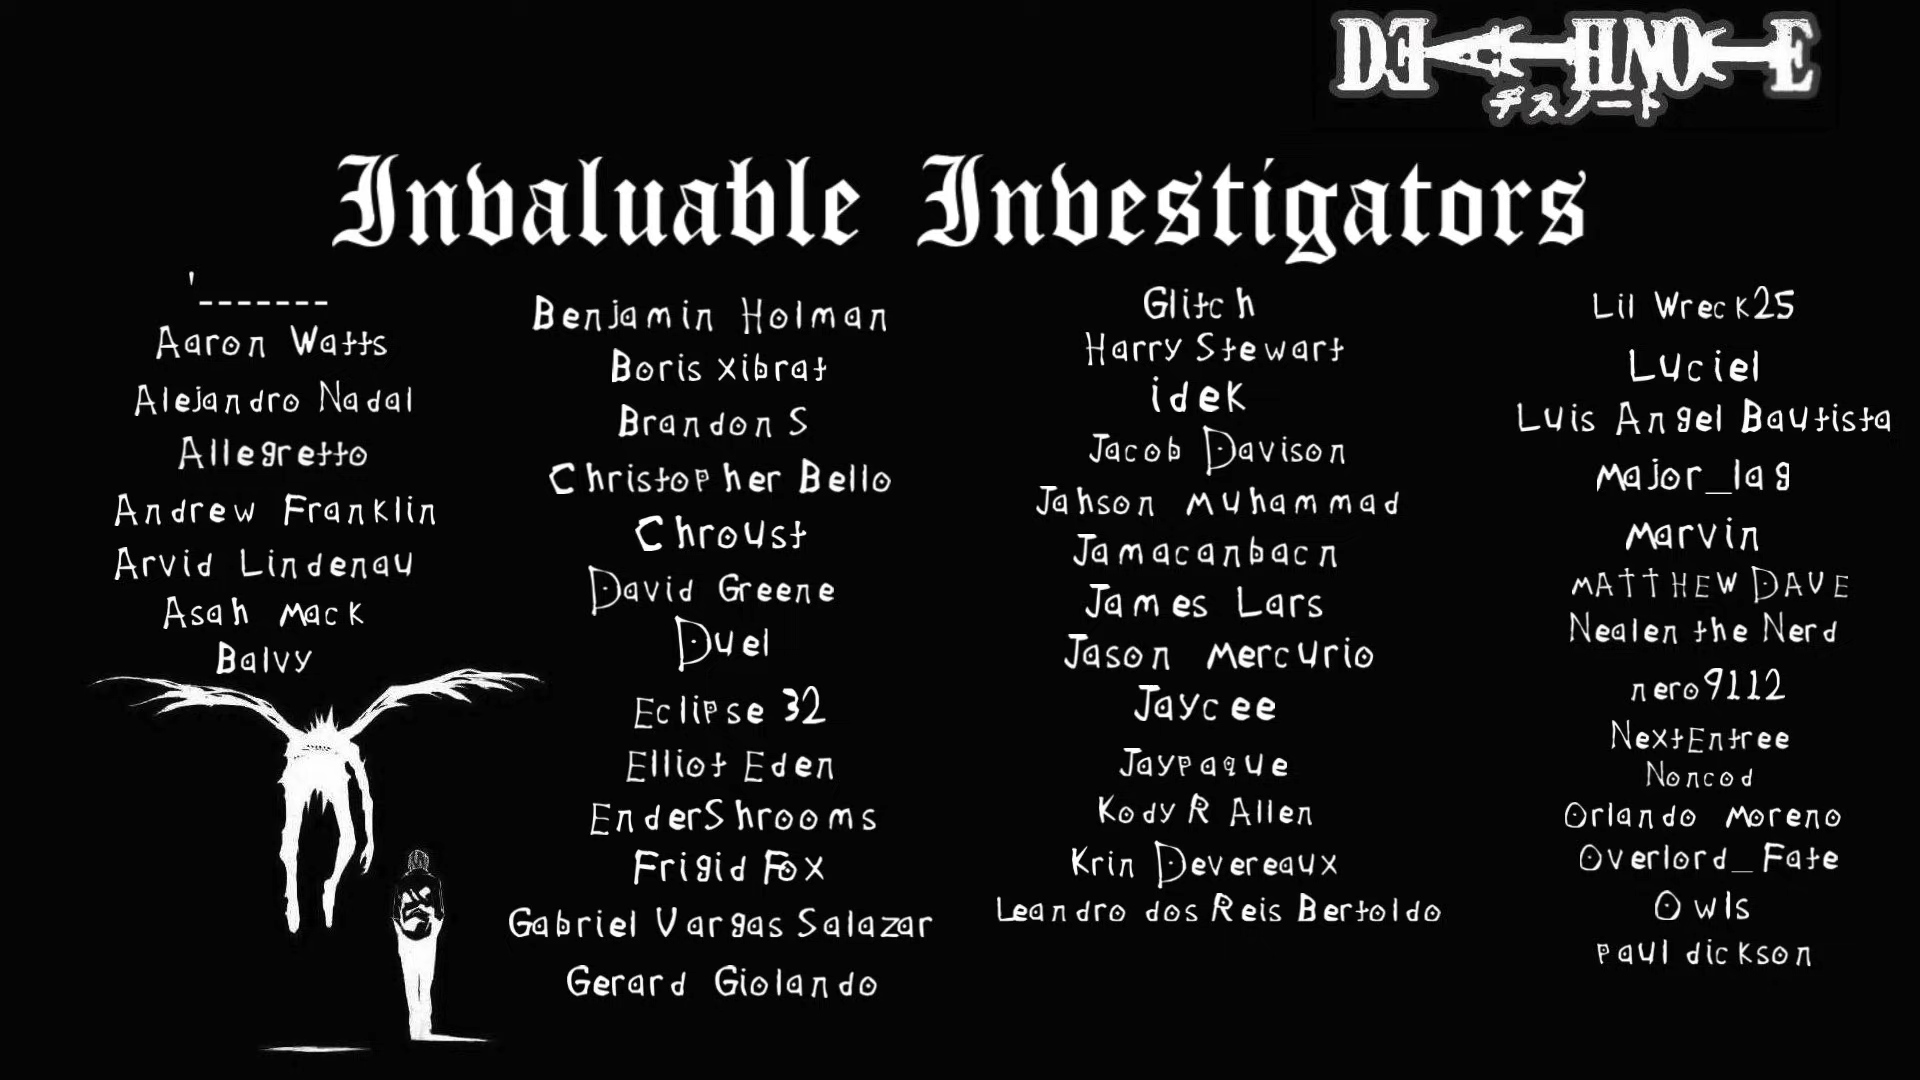 DEATH NOTE
デスノート
Invaluable Investigators
'-------
Aaron Watts
Alejandro Nadal
Allegretto
Andrew Franklin
Arvid Lindenau
Asah Mack
Balvy
Benjamin Holman
Boris Xibrat
Brandon S
Christopher Bello
Chroust
David Greene
Duel
Eclipse 32
Elliot Eden
EnderShrooms
Frigid Fox
Gabriel Vargas Salazar
Gerard Giolando
Glitch
Harry Stewart
idek
Jacob Davison
Jahson Muhammad
Jamacanbacn
James Lars
Jason Mercurio
Jaycee
Jaypaque
Kody R Allen
Krin Devereaux
Leandro dos Reis Bertoldo
Lil Wreck25
Luciel
Luis Angel Bautista
Major_lag
Marvin
MATTHEW DAVE
Nealen the Nerd
nero9112
NextEntree
Noncod
Orlando Moreno
Overlord_Fate
Owls
paul dickson